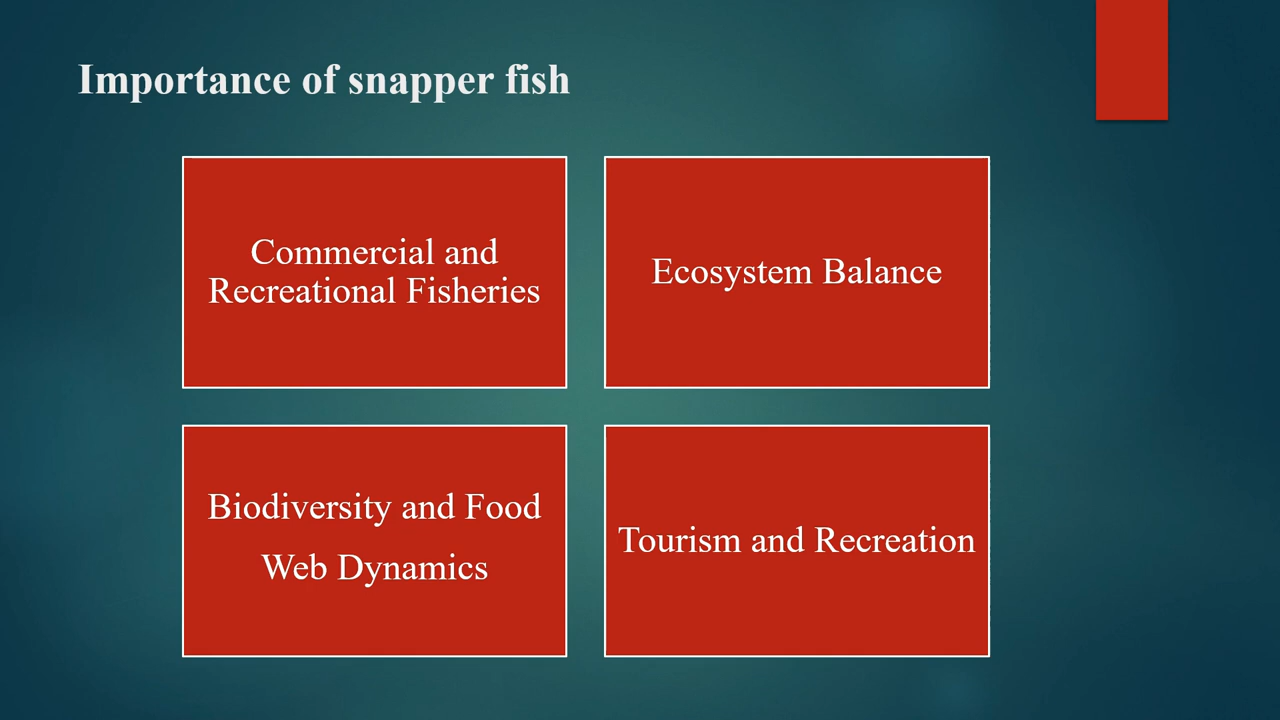 Importance of snapper fish
Commercial and
Recreational Fisheries
Ecosystem Balance
Biodiversity and Food
Web Dynamics
Tourism and Recreation